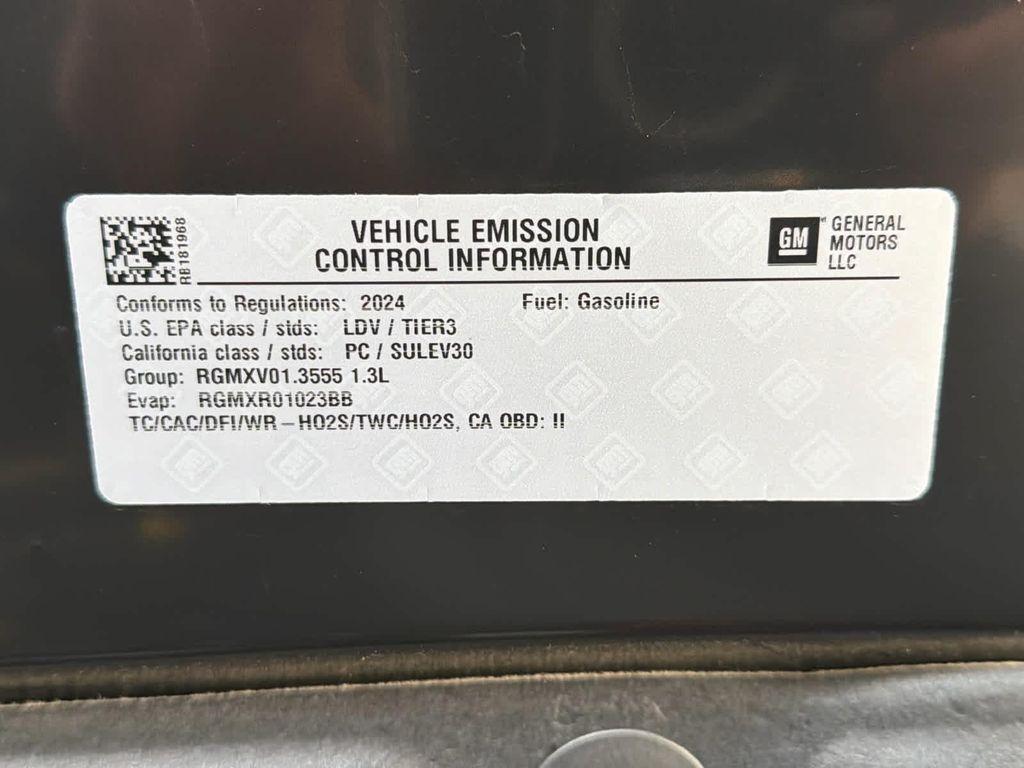 RB181968
VEHICLE EMISSION
CONTROL INFORMATION
GM
GENERAL
MOTORS
LLC
Conforms to Regulations: 2024 Fuel: Gasoline
U.S. EPA class / stds: LDV / TIER3
California class / stds: PC / SULEV30
Group: RGMXV01.3555 1.3L
Evap: RGMXR01023BB
TC/CAC/DFI/WR – HO2S/TWC/HO2S, CA OBD: II